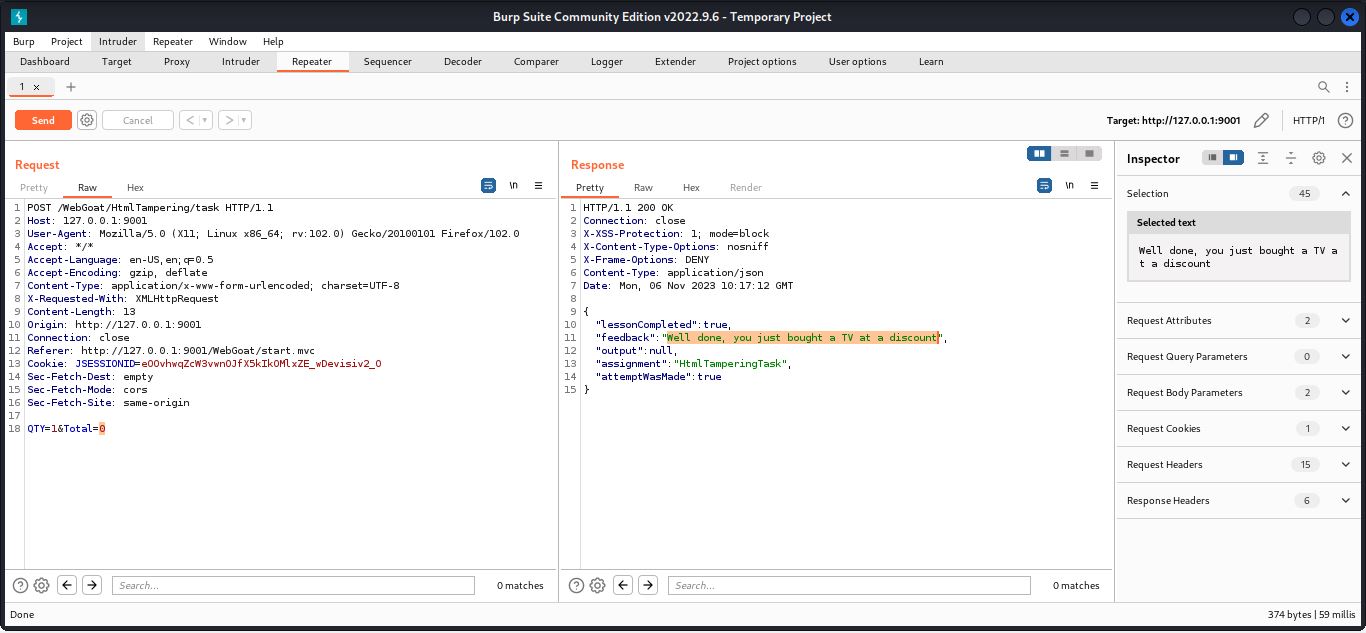 Burp Suite Community Edition v2022.9.6 - Temporary Project
Burp Project Intruder Repeater Window Help
Dashboard Target Proxy Intruder Repeater Sequencer Decoder Comparer Logger Extender Project options User options Learn
1 × +
Send Cancel < > Target: http://127.0.0.1:9001 HTTP/1 ?
Request
Pretty Raw Hex \n
1 POST /WebGoat/HtmlTampering/task HTTP/1.1
2 Host: 127.0.0.1:9001
3 User-Agent: Mozilla/5.0 (X11; Linux x86_64; rv:102.0) Gecko/20100101 Firefox/102.0
4 Accept: */*
5 Accept-Language: en-US,en;q=0.5
6 Accept-Encoding: gzip, deflate
7 Content-Type: application/x-www-form-urlencoded; charset=UTF-8
8 X-Requested-With: XMLHttpRequest
9 Content-Length: 13
10 Origin: http://127.0.0.1:9001
11 Connection: close
12 Referer: http://127.0.0.1:9001/WebGoat/start.mvc
13 Cookie:
14 Sec-Fetch-Dest: empty
15 Sec-Fetch-Mode: cors
16 Sec-Fetch-Site: same-origin
17
18 QTY=1&Total=0
? Search... 0 matches
Response
Pretty Raw Hex Render \n
1 HTTP/1.1 200 OK
2 Connection: close
3 X-XSS-Protection: 1; mode=block
4 X-Content-Type-Options: nosniff
5 X-Frame-Options: DENY
6 Content-Type: application/json
7 Date: Mon, 06 Nov 2023 10:17:12 GMT
8
9 {
10 "lessonCompleted":true,
11 "feedback":"Well done, you just bought a TV at a discount",
12 "output":null,
13 "assignment":"HtmlTamperingTask",
14 "attemptWasMade":true
15 }
? Search... 0 matches
Inspector
Selection 45
Selected text
Well done, you just bought a TV a
t a discount
Request Attributes 2
Request Query Parameters 0
Request Body Parameters 2
Request Cookies 1
Request Headers 15
Response Headers 6
Done 374 bytes | 59 millis